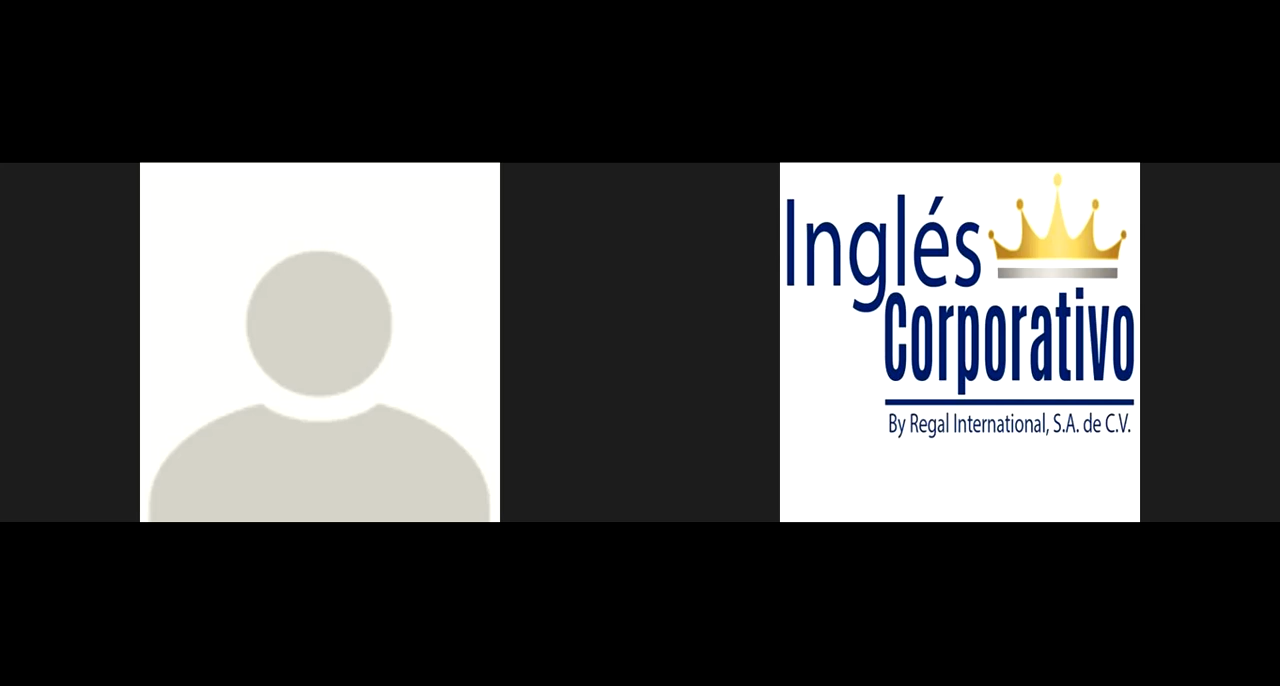 Inglés
Corporativo
By Regal International, S.A. de C.V.